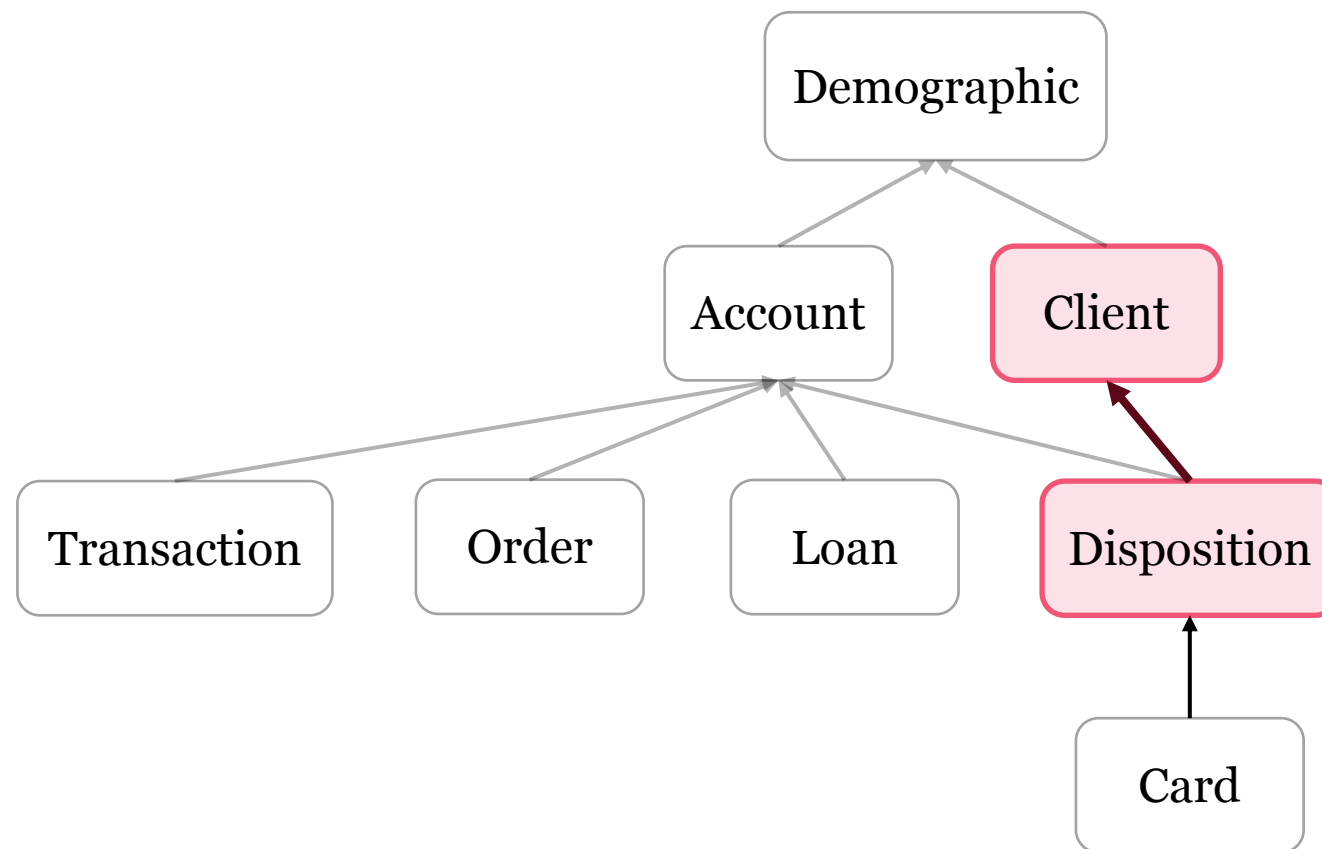 Demographic
Account
Client
Transaction
Order
Loan
Disposition
Card